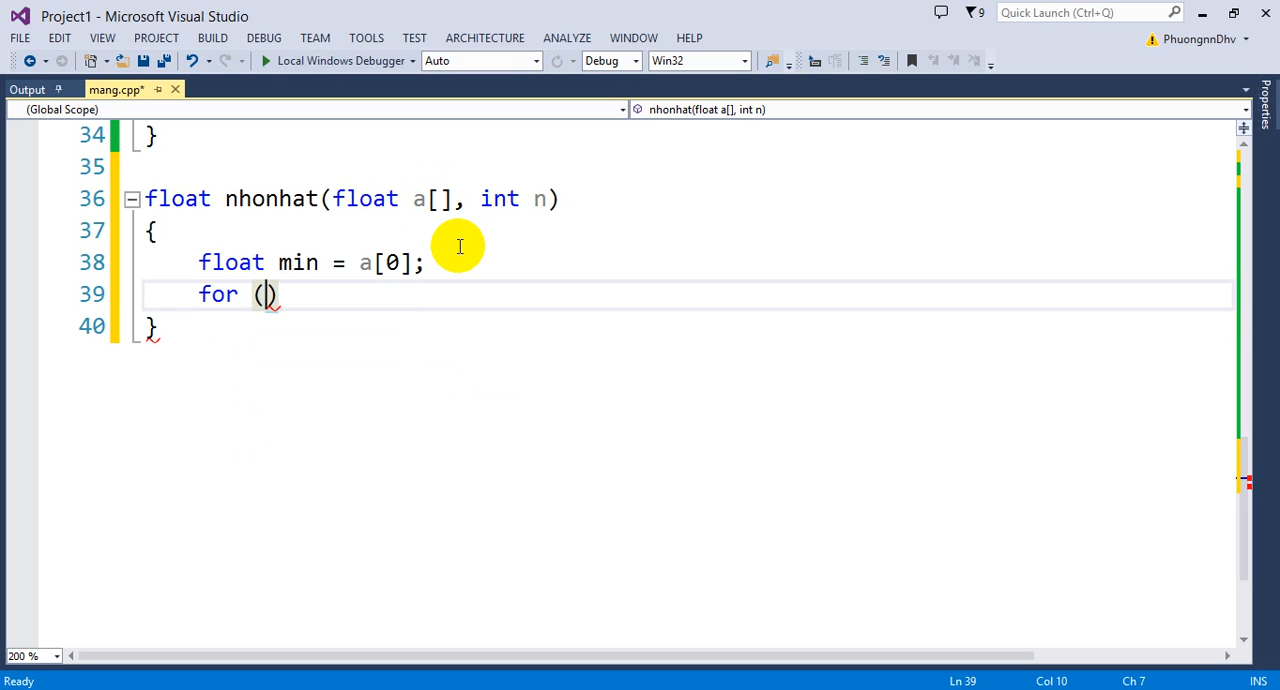 Project1 - Microsoft Visual Studio
9
Quick Launch (Ctrl+Q)
FILE EDIT VIEW PROJECT BUILD DEBUG TEAM TOOLS TEST ARCHITECTURE ANALYZE WINDOW HELP
PhuongnnDhv
Local Windows Debugger
Auto
Debug
Win32
Output
mang.cpp*
Properties
(Global Scope)
nhonhat(float a[], int n)
34 }
35
36 float nhonhat(float a[], int n)
37 {
38 float min = a[0];
39 for ()
40 }
200 %
Ready
Ln 39
Col 10
Ch 7
INS